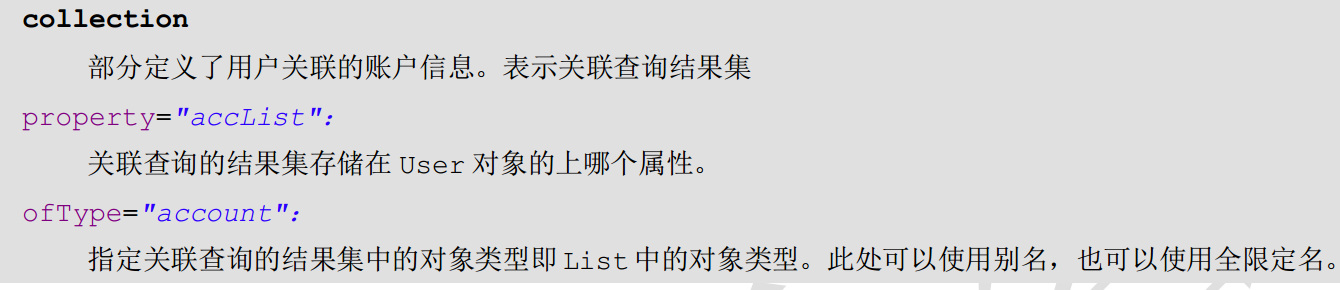 collection
部分定义了用户关联的账户信息。表示关联查询结果集
property="accList":
关联查询的结果集存储在 User 对象的上哪个属性。
ofType="account":
指定关联查询的结果集中的对象类型即 List 中的对象类型。此处可以使用别名，也可以使用全限定名。